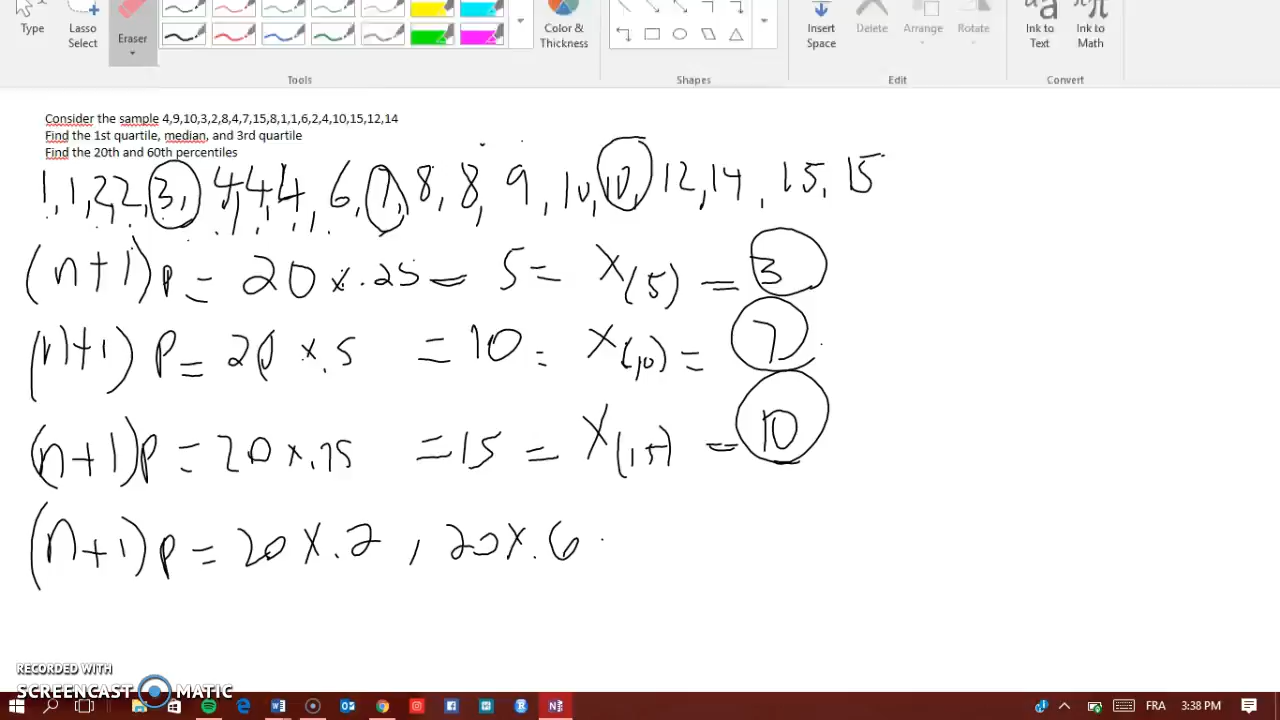 Type
Lasso Select
Eraser
Color & Thickness
Insert Space
Delete
Arrange
Rotate
Ink to Text
Ink to Math
Tools
Shapes
Edit
Convert
Consider the sample 4,9,10,3,2,8,4,7,15,8,1,1,6,2,4,10,15,12,14
Find the 1st quartile, median, and 3rd quartile
Find the 20th and 60th percentiles
1, 1, 2, 2, 3, 4, 4, 4, 6, 7, 8, 8, 9, 10, 10, 12, 14, 15, 15
(n+1)p = 20 x .25 = 5 = X(5) = 3
(n+1)p = 20 x .5 = 10 = X(10) = 7
(n+1)p = 20 x .75 = 15 = X(15) = 10
(n+1)p = 20 x .2 , 20 x .6
RECORDED WITH
SCREENCAST MATIC
FRA 3:38 PM